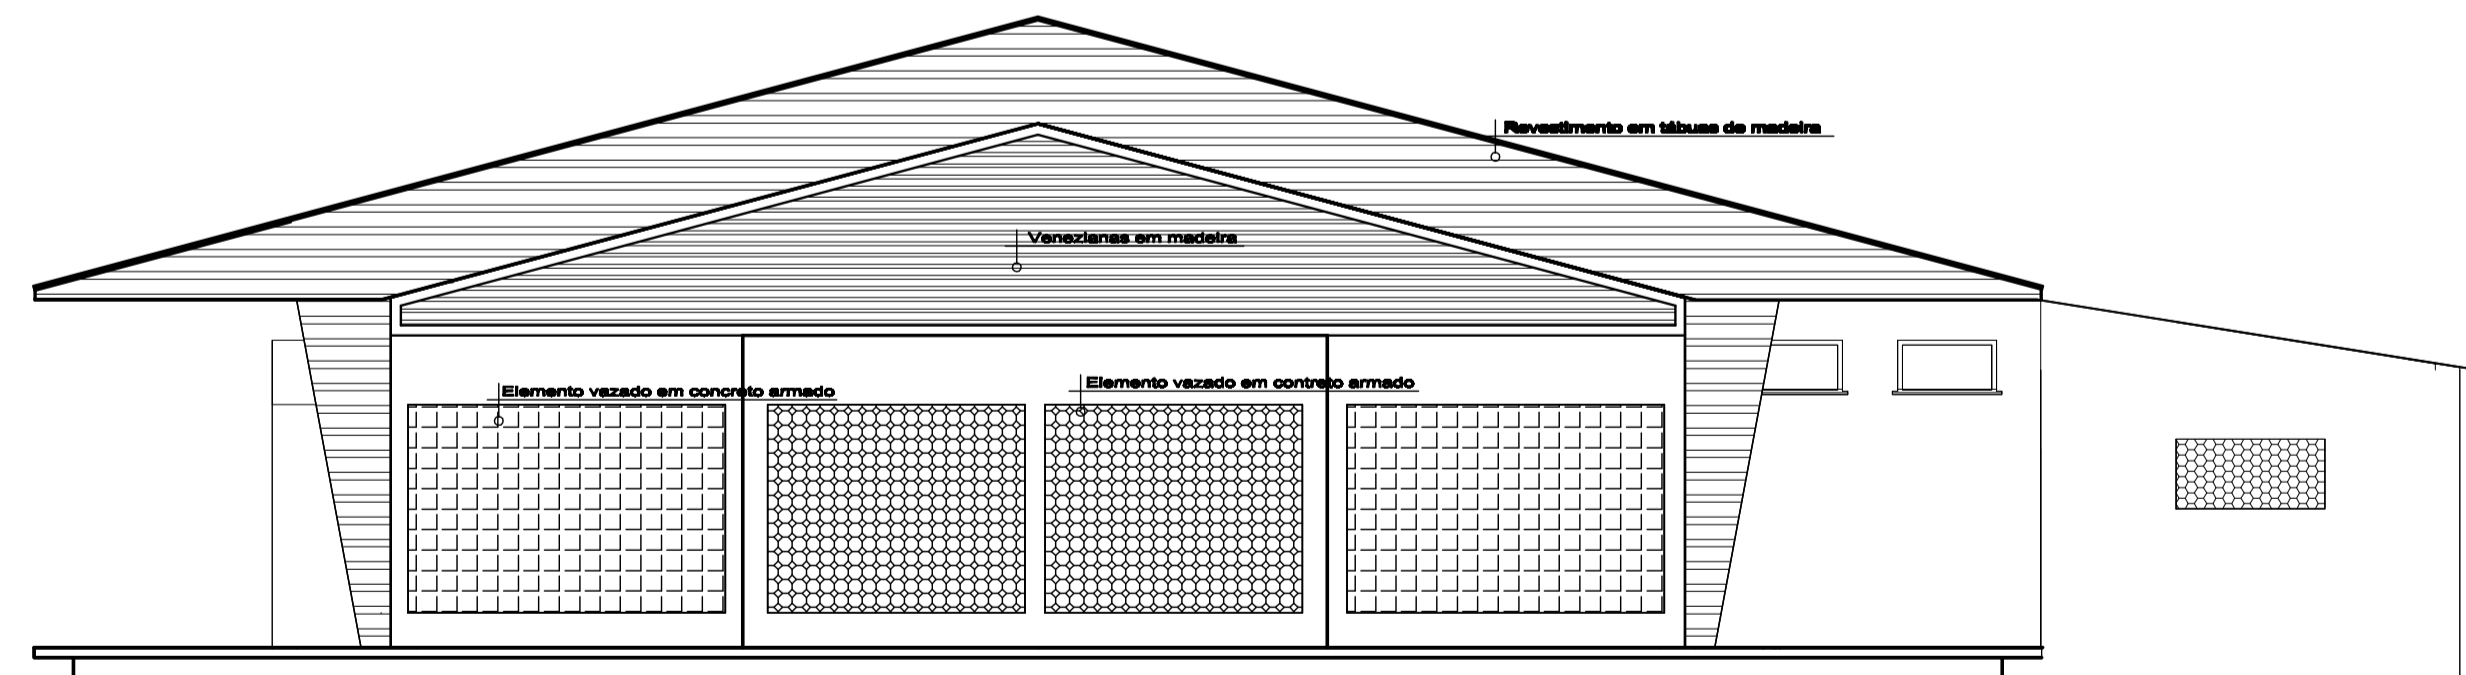 Revestimento em tábuas de madeira
Venezianas em madeira
Elemento vazado em concreto armado
Elemento vazado em contreto armado